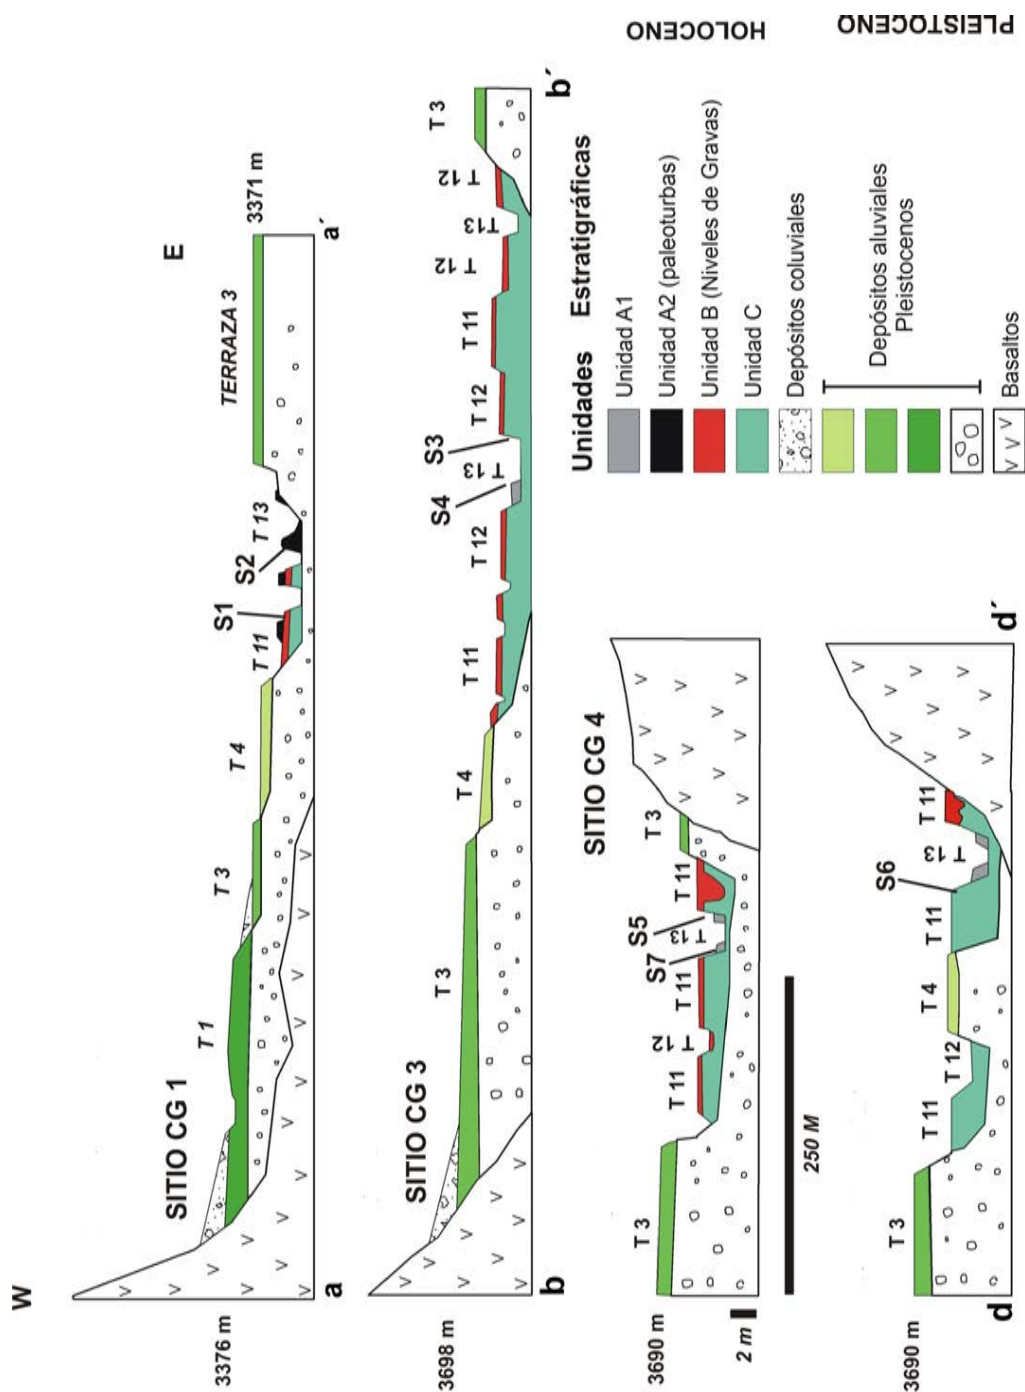 W
E
SITIO CG 1
3376 m
3371 m
T 1
T 3
T 4
T 11
S1
S2
T 13
TERRAZA 3
a
a´
SITIO CG 3
3698 m
T 3
T 4
T 11
T 12
S4
T 13
S3
T 12
T 11
T 12
T13
T 12
T 3
b
b´
SITIO CG 4
3690 m
2 m
T 3
T 11
T 12
T 11
S7
T 13
S5
T 11
T 3
250 M
3690 m
T 3
T 11
T 12
T 4
T 11
S6
T 13
T 11
d
d´
Unidades Estratigráficas
Unidad A1
Unidad A2 (paleoturbas)
Unidad B (Niveles de Gravas)
Unidad C
Depósitos coluviales
Depósitos aluviales
Pleistocenos
Basaltos
HOLOCENO
PLEISTOCENO